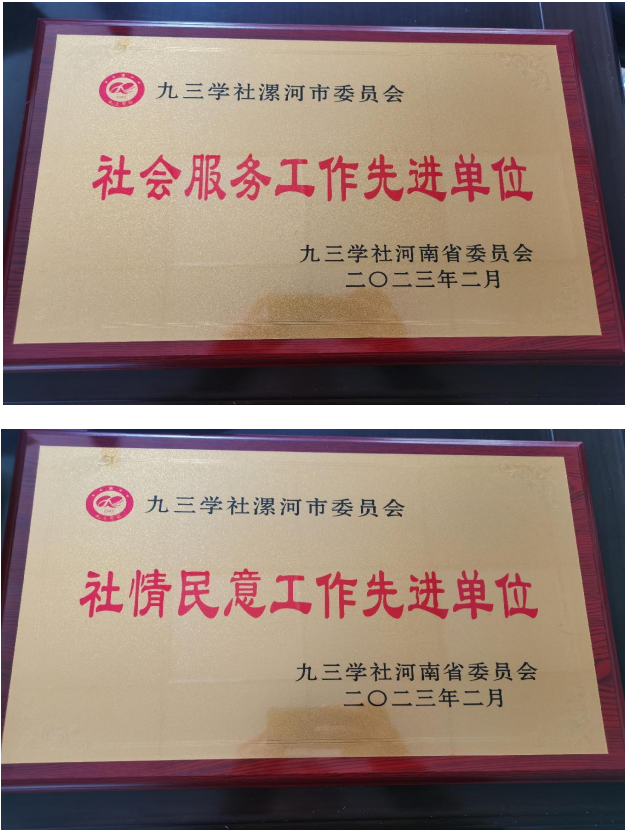 九三学社漯河市委员会
社会服务工作先进单位
九三学社河南省委员会
二〇二三年二月
九三学社漯河市委员会
社情民意工作先进单位
九三学社河南省委员会
二〇二三年二月